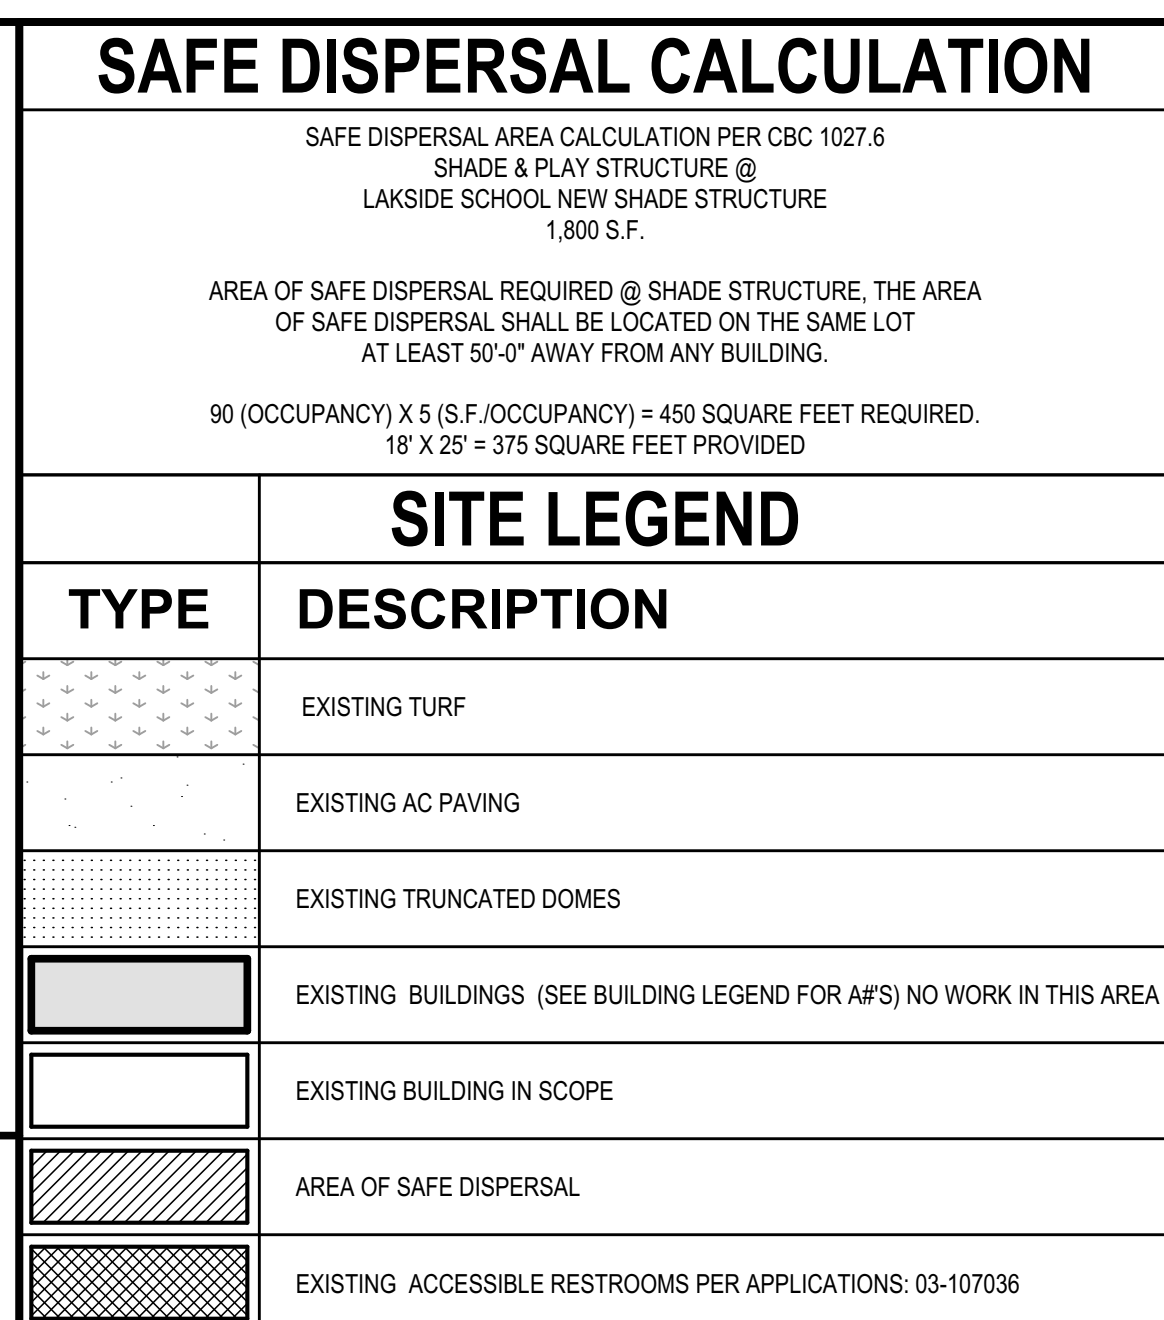 SAFE DISPERSAL CALCULATION
SAFE DISPERSAL AREA CALCULATION PER CBC 1027.6
SHADE & PLAY STRUCTURE @
LAKSIDE SCHOOL NEW SHADE STRUCTURE
1,800 S.F.
AREA OF SAFE DISPERSAL REQUIRED @ SHADE STRUCTURE, THE AREA
OF SAFE DISPERSAL SHALL BE LOCATED ON THE SAME LOT
AT LEAST 50'-0" AWAY FROM ANY BUILDING.
90 (OCCUPANCY) X 5 (S.F./OCCUPANCY) = 450 SQUARE FEET REQUIRED.
18' X 25' = 375 SQUARE FEET PROVIDED
SITE LEGEND
TYPE DESCRIPTION
EXISTING TURF
EXISTING AC PAVING
EXISTING TRUNCATED DOMES
EXISTING BUILDINGS (SEE BUILDING LEGEND FOR A#'S) NO WORK IN THIS AREA
EXISTING BUILDING IN SCOPE
AREA OF SAFE DISPERSAL
EXISTING ACCESSIBLE RESTROOMS PER APPLICATIONS: 03-107036